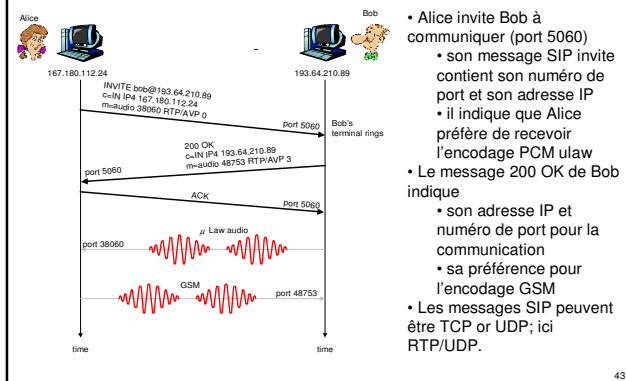 Alice
Bob
-
167.180.112.24
193.64.210.89
INVITE bob@193.64.210.89
c=IN IP4 167.180.112.24
m=audio 38060 RTP/AVP 0
port 5060
Bob's
terminal rings
200 OK
c=IN IP4 193.64.210.89
m=audio 48753 RTP/AVP 3
port 5060
ACK
port 5060
μ Law audio
port 38060
GSM
port 48753
time
time
• Alice invite Bob à
communiquer (port 5060)
• son message SIP invite
contient son numéro de
port et son adresse IP
• il indique que Alice
préfère de recevoir
l'encodage PCM ulaw
• Le message 200 OK de Bob
indique
• son adresse IP et
numéro de port pour la
communication
• sa préférence pour
l'encodage GSM
• Les messages SIP peuvent
être TCP or UDP; ici
RTP/UDP.
43